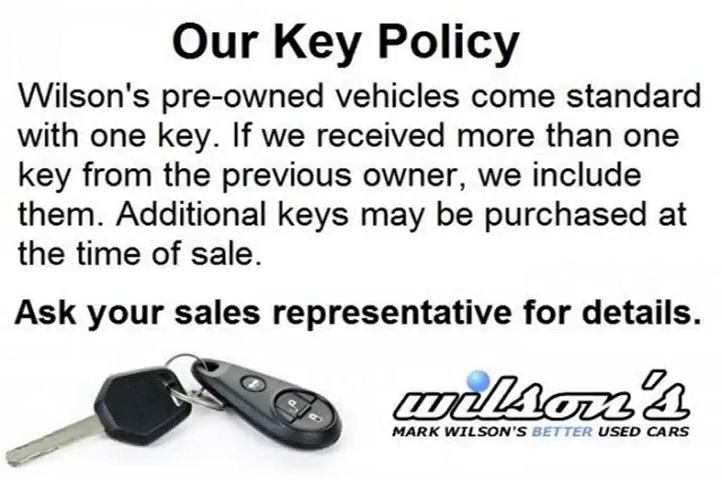 Our Key Policy
Wilson's pre-owned vehicles come standard
with one key. If we received more than one
key from the previous owner, we include
them. Additional keys may be purchased at
the time of sale.
Ask your sales representative for details.
wilson's
MARK WILSON'S BETTER USED CARS